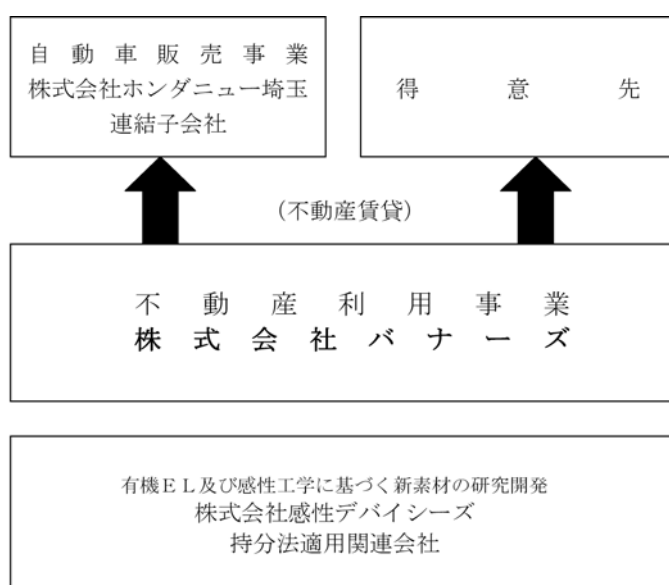 自動車販売事業
株式会社ホンダニュー埼玉
連結子会社
得意先
(不動産賃貸)
不動産利用事業
株式会社バナーズ
有機EL及び感性工学に基づく新素材の研究開発
株式会社感性デバイシーズ
持分法適用関連会社